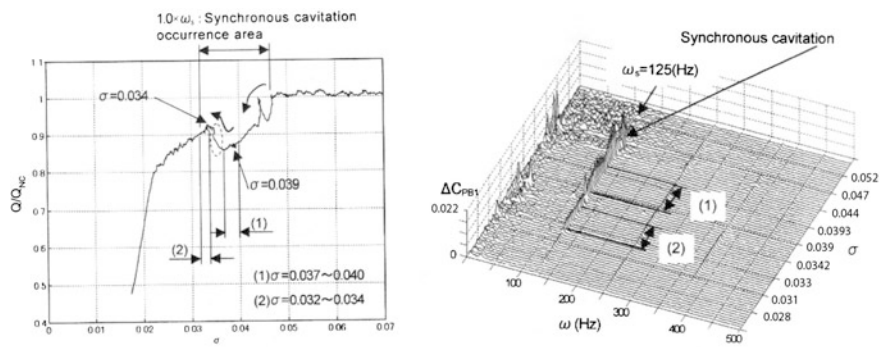 1.0×ωs : Synchronous cavitation
occurrence area
Q/QNC
1.1
1
0.9
0.8
0.7
0.6
0.5
0.4
σ=0.034
σ=0.039
(1)
(2)
(1)σ=0.037～0.040
(2)σ=0.032～0.034
0 0.01 0.02 0.03 0.04 0.05 0.06 0.07
σ
Synchronous cavitation
ωs=125(Hz)
ΔCPB1
0.022
0
(1)
(2)
0.052
0.047
0.044
0.0393
0.039
0.0342
0.033
0.031
0.028
σ
100
200
300
400
500
ω (Hz)